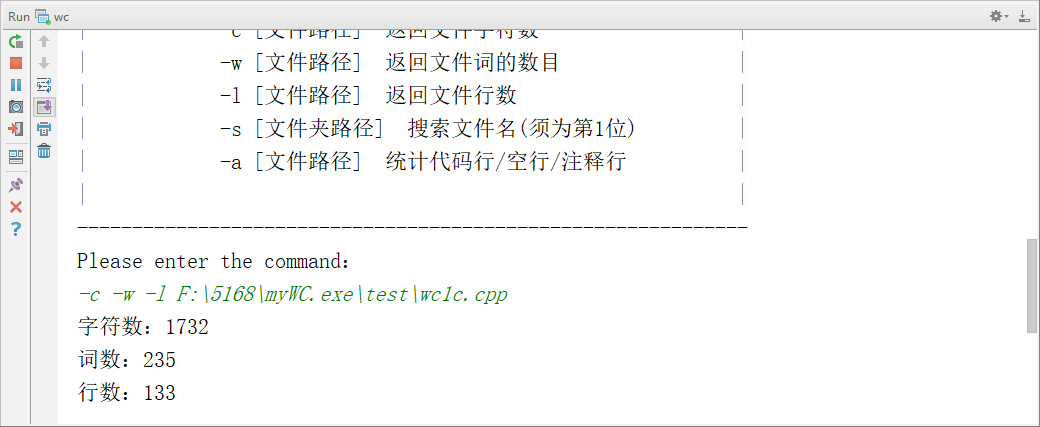 Run wc
-c [文件路径] 返回文件字符数
-w [文件路径] 返回文件词的数目
-l [文件路径] 返回文件行数
-s [文件夹路径] 搜索文件名(须为第1位)
-a [文件路径] 统计代码行/空行/注释行
Please enter the command:
-c -w -l F:\5168\myWC.exe\test\wclc.cpp
字符数: 1732
词数: 235
行数: 133